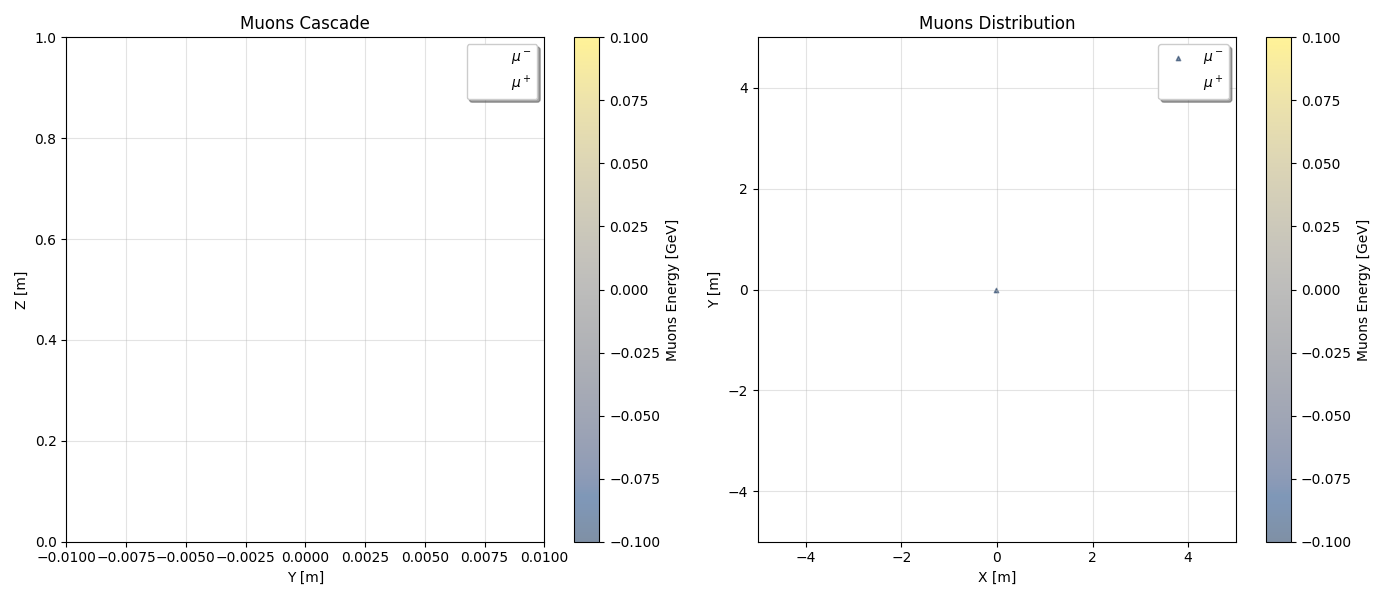 Muons Cascade
1.0
0.8
0.6
0.4
0.2
0.0
Z [m]
−0.0100 −0.0075 −0.0050 −0.0025 0.0000 0.0025 0.0050 0.0075 0.0100
Y [m]
μ⁻
μ⁺
0.100
0.075
0.050
0.025
0.000
−0.025
−0.050
−0.075
−0.100
Muons Energy [GeV]
Muons Distribution
4
2
0
−2
−4
Y [m]
−4 −2 0 2 4
X [m]
μ⁻
μ⁺
0.100
0.075
0.050
0.025
0.000
−0.025
−0.050
−0.075
−0.100
Muons Energy [GeV]